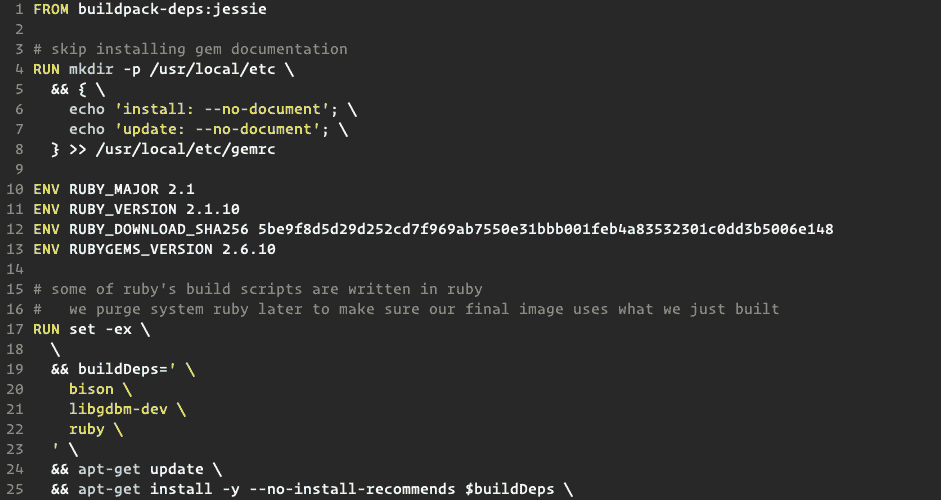 1 FROM buildpack-deps:jessie
2
3 # skip installing gem documentation
4 RUN mkdir -p /usr/local/etc \
5   && { \
6     echo 'install: --no-document'; \
7     echo 'update: --no-document'; \
8   } >> /usr/local/etc/gemrc
9
10 ENV RUBY_MAJOR 2.1
11 ENV RUBY_VERSION 2.1.10
12 ENV RUBY_DOWNLOAD_SHA256 5be9f8d5d29d252cd7f969ab7550e31bbb001feb4a83532301c0dd3b5006e148
13 ENV RUBYGEMS_VERSION 2.6.10
14
15 # some of ruby's build scripts are written in ruby
16 #   we purge system ruby later to make sure our final image uses what we just built
17 RUN set -ex \
18   \
19   && buildDeps=' \
20     bison \
21     libgdbm-dev \
22     ruby \
23   ' \
24   && apt-get update \
25   && apt-get install -y --no-install-recommends $buildDeps \